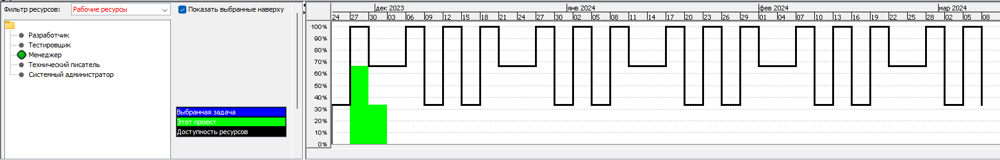 Фильтр ресурсов: Рабочие ресурсы
Показать выбранные наверху
Разработчик
Тестировщик
Менеджер
Технический писатель
Системный администратор
Выбранная задача
Этот проект
Доступность ресурсов
дек 2023 янв 2024 фев 2024 мар 2024
24 27 30 03 06 09 12 15 18 21 24 27 30 02 05 08 11 14 17 20 23 26 29 01 04 07 10 13 16 19 22 25 28 02 05 08
100%
90%
80%
70%
60%
50%
40%
30%
20%
10%
0%